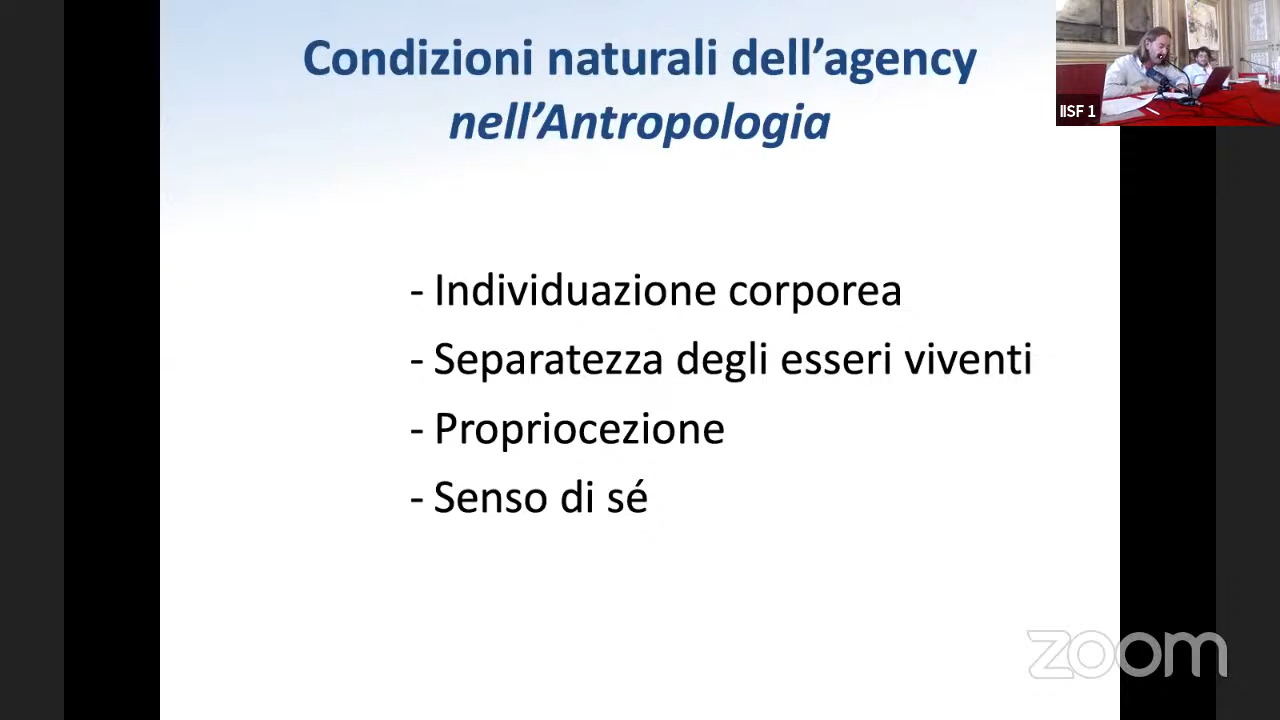 Condizioni naturali dell’agency
nell’Antropologia
- Individuazione corporea
- Separatezza degli esseri viventi
- Propriocezione
- Senso di sé
IISF 1
zoom